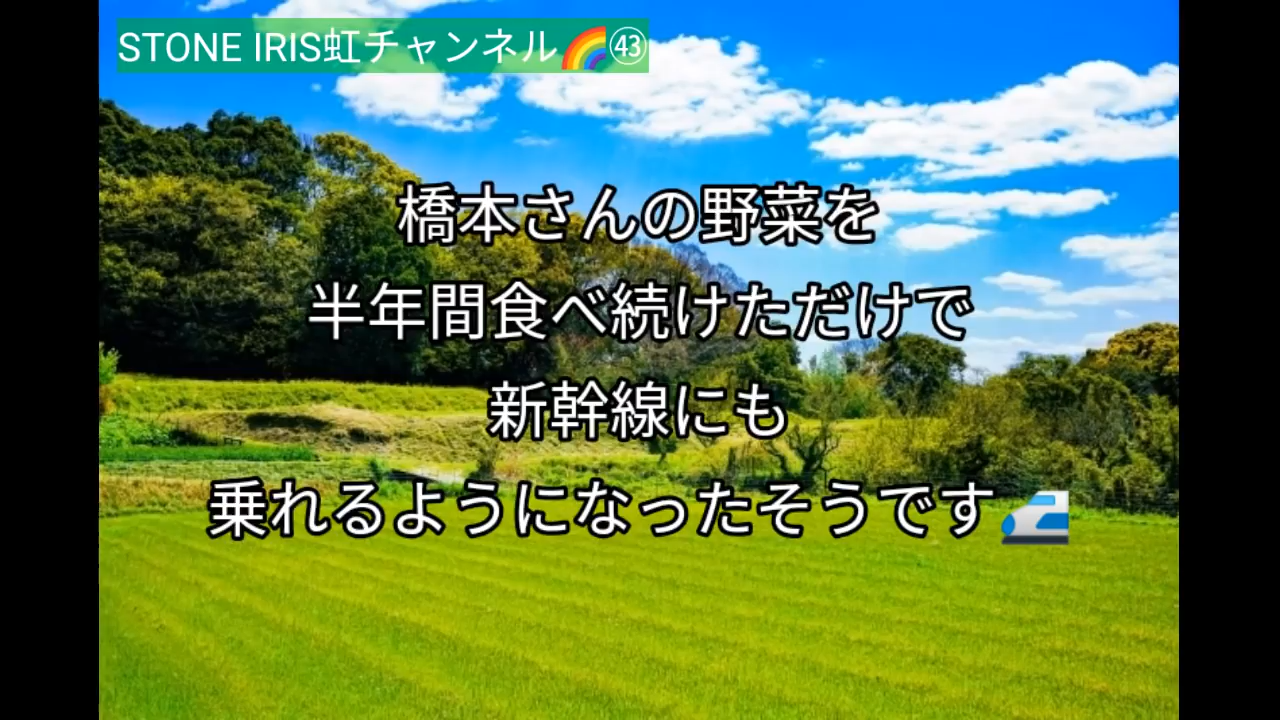 STONE IRIS虹チャンネル🌈㊸
橋本さんの野菜を
半年間食べ続けただけで
新幹線にも
乗れるようになったそうです🚅